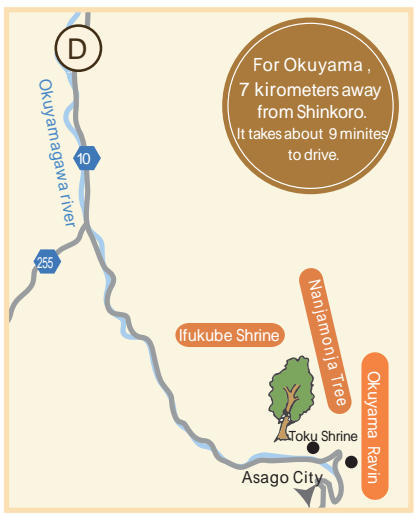 D
For Okuyama ,
7 kirometers away
from Shinkoro.
It takes about 9 minites
to drive.
Okuyamagawa river
10
255
Ifukube Shrine
Nanjamonja Tree
Okuyama Ravin
Toku Shrine
Asago City